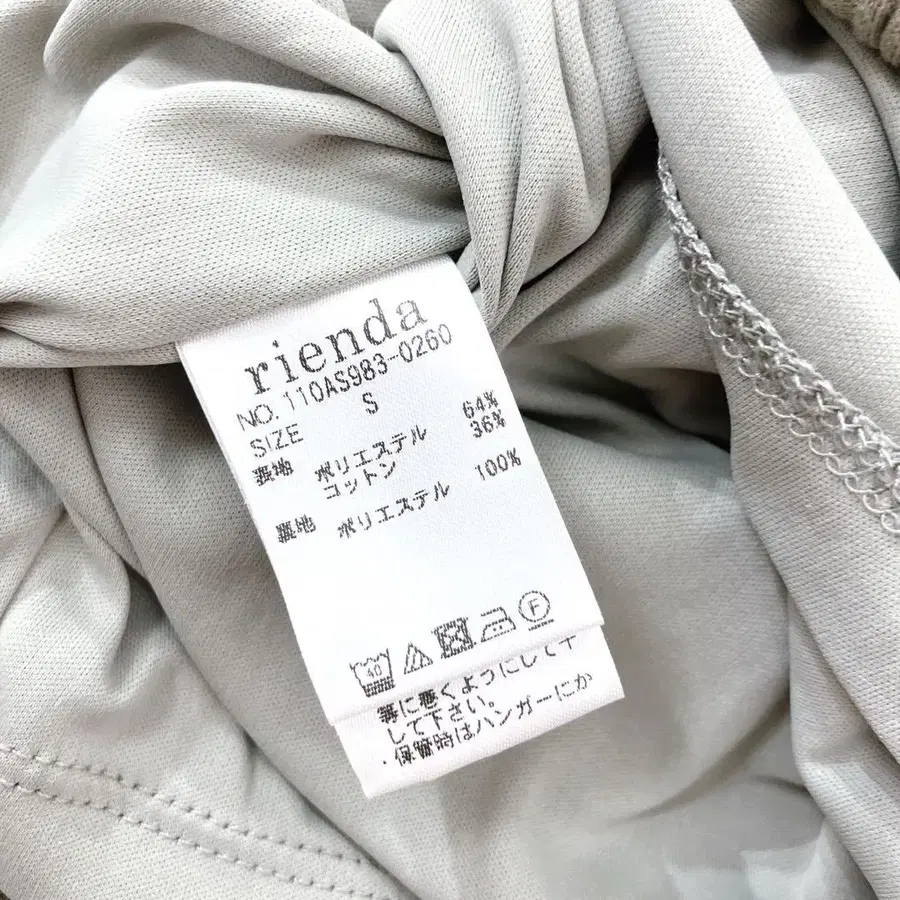 rienda
NO. 110AS983-0260
SIZE S
表地 ポリエステル 64%
コットン 36%
裏地 ポリエステル 100%
40
F
毒に巻くようにして干
して下さい。
・保管時はハンガーにか